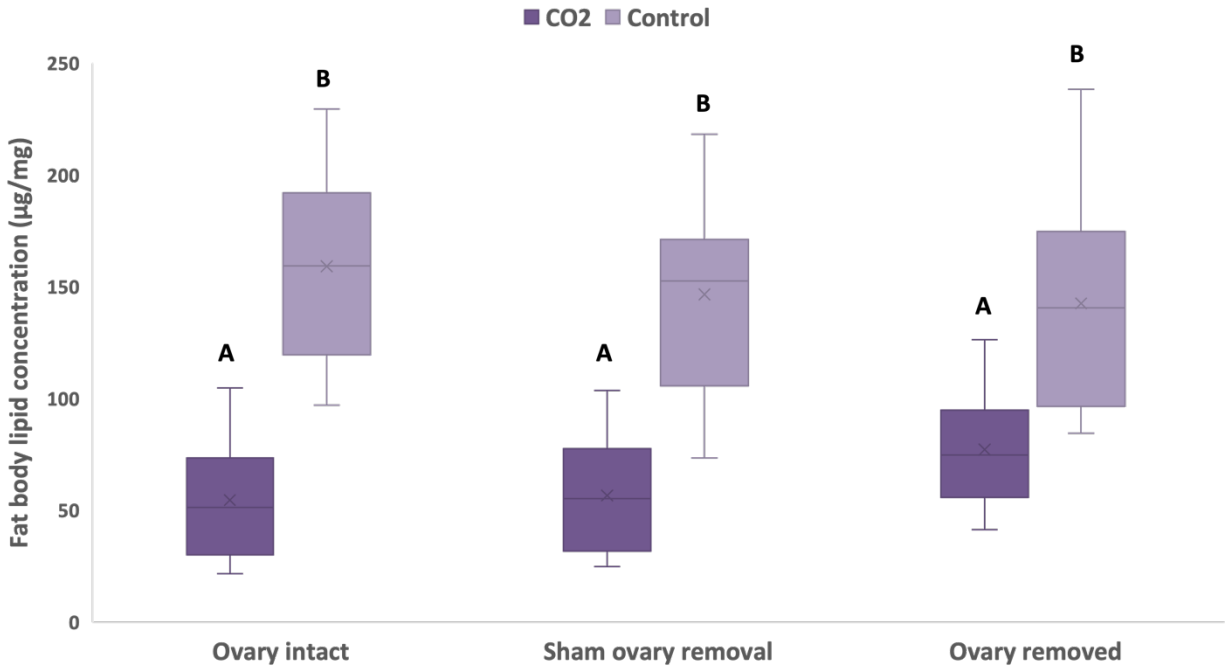 CO2 Control
Fat body lipid concentration (µg/mg)
250
200
150
100
50
0
A
B
A
B
A
B
Ovary intact
Sham ovary removal
Ovary removed